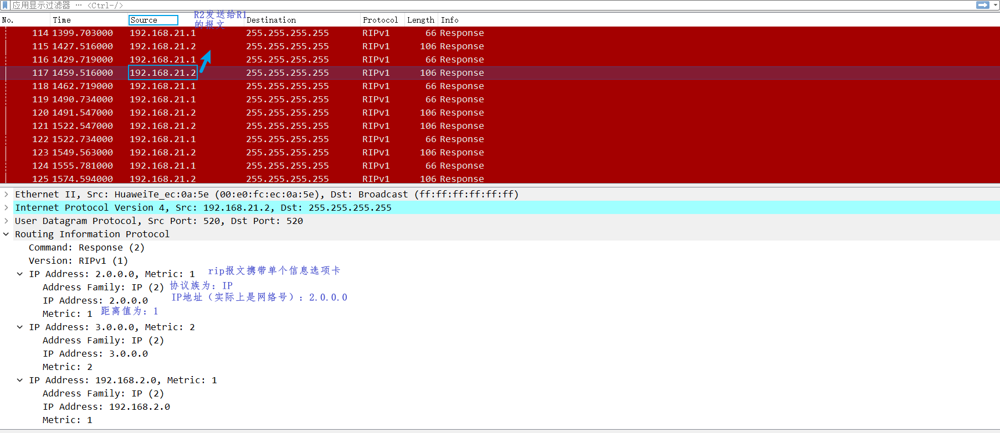 应用显示过滤器 … <Ctrl-/>
No. Time Source Destination Protocol Length Info
R2发送给R1
的报文
114 1399.703000 192.168.21.1 255.255.255.255 RIPv1 66 Response
115 1427.516000 192.168.21.2 255.255.255.255 RIPv1 106 Response
116 1429.719000 192.168.21.1 255.255.255.255 RIPv1 66 Response
117 1459.516000 192.168.21.2 255.255.255.255 RIPv1 106 Response
118 1462.719000 192.168.21.1 255.255.255.255 RIPv1 66 Response
119 1490.734000 192.168.21.1 255.255.255.255 RIPv1 66 Response
120 1491.547000 192.168.21.2 255.255.255.255 RIPv1 106 Response
121 1522.547000 192.168.21.2 255.255.255.255 RIPv1 106 Response
122 1522.734000 192.168.21.1 255.255.255.255 RIPv1 66 Response
123 1549.563000 192.168.21.2 255.255.255.255 RIPv1 106 Response
124 1555.781000 192.168.21.1 255.255.255.255 RIPv1 66 Response
125 1574.594000 192.168.21.2 255.255.255.255 RIPv1 106 Response
Ethernet II, Src: HuaweiTe_ec:0a:5e (00:e0:fc:ec:0a:5e), Dst: Broadcast (ff:ff:ff:ff:ff:ff)
Internet Protocol Version 4, Src: 192.168.21.2, Dst: 255.255.255.255
User Datagram Protocol, Src Port: 520, Dst Port: 520
Routing Information Protocol
Command: Response (2)
Version: RIPv1 (1)
IP Address: 2.0.0.0, Metric: 1 rip报文携带单个信息选项卡
Address Family: IP (2) 协议族为：IP
IP Address: 2.0.0.0 IP地址（实际上是网络号）：2.0.0.0
Metric: 1 距离值为：1
IP Address: 3.0.0.0, Metric: 2
Address Family: IP (2)
IP Address: 3.0.0.0
Metric: 2
IP Address: 192.168.2.0, Metric: 1
Address Family: IP (2)
IP Address: 192.168.2.0
Metric: 1